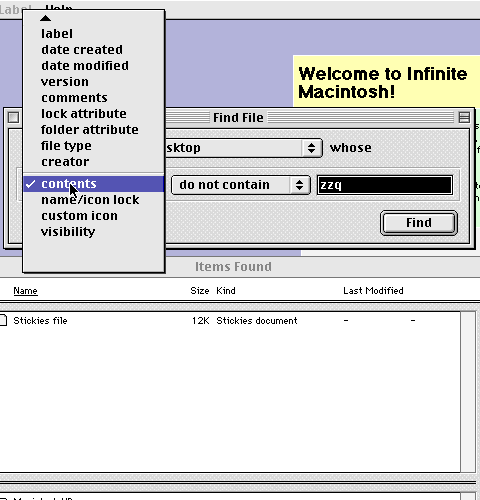 Label Help
label
date created
date modified
version
comments
lock attribute
folder attribute
file type
creator
✓ contents
name/icon lock
custom icon
visibility
Welcome to Infinite
Macintosh!
Find File
whose
do not contain
zzq
Find
Items Found
Name Size Kind Last Modified
Stickies file 12K Stickies document - -